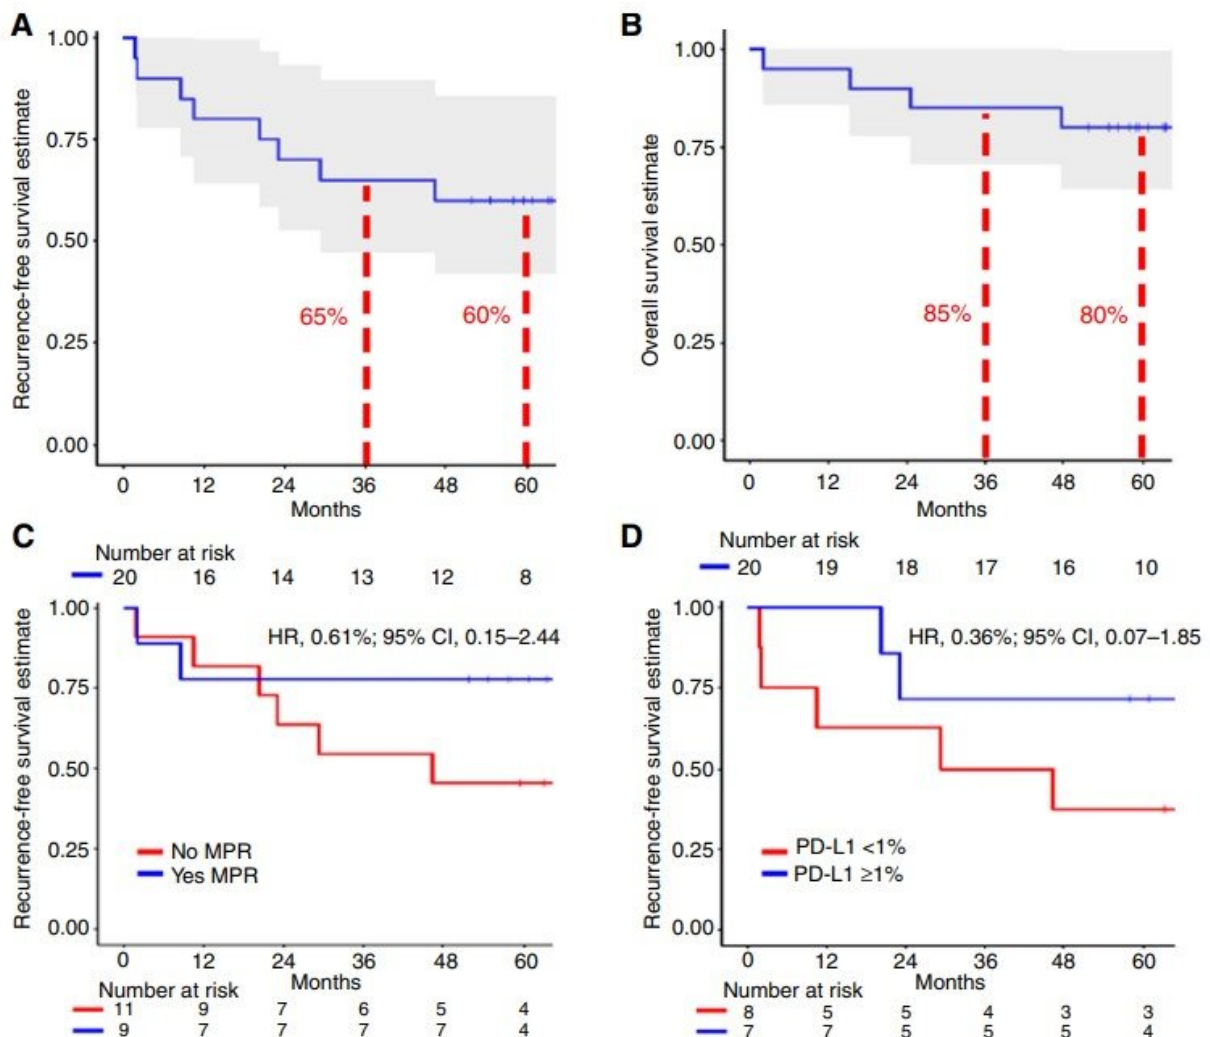 A
Recurrence-free survival estimate
1.00
0.75
0.50
0.25
0.00
65%
60%
0 12 24 36 48 60
Months
Number at risk
20 16 14 13 12 8
B
Overall survival estimate
1.00
0.75
0.50
0.25
0.00
85%
80%
0 12 24 36 48 60
Months
Number at risk
20 19 18 17 16 10
C
Recurrence-free survival estimate
1.00
0.75
0.50
0.25
0.00
HR, 0.61%; 95% CI, 0.15–2.44
No MPR
Yes MPR
0 12 24 36 48 60
Months
Number at risk
11 9 7 6 5 4
9 7 7 7 7 4
D
Recurrence-free survival estimate
1.00
0.75
0.50
0.25
0.00
HR, 0.36%; 95% CI, 0.07–1.85
PD-L1 <1%
PD-L1 ≥1%
0 12 24 36 48 60
Months
Number at risk
8 5 5 4 3 3
7 7 5 5 5 4